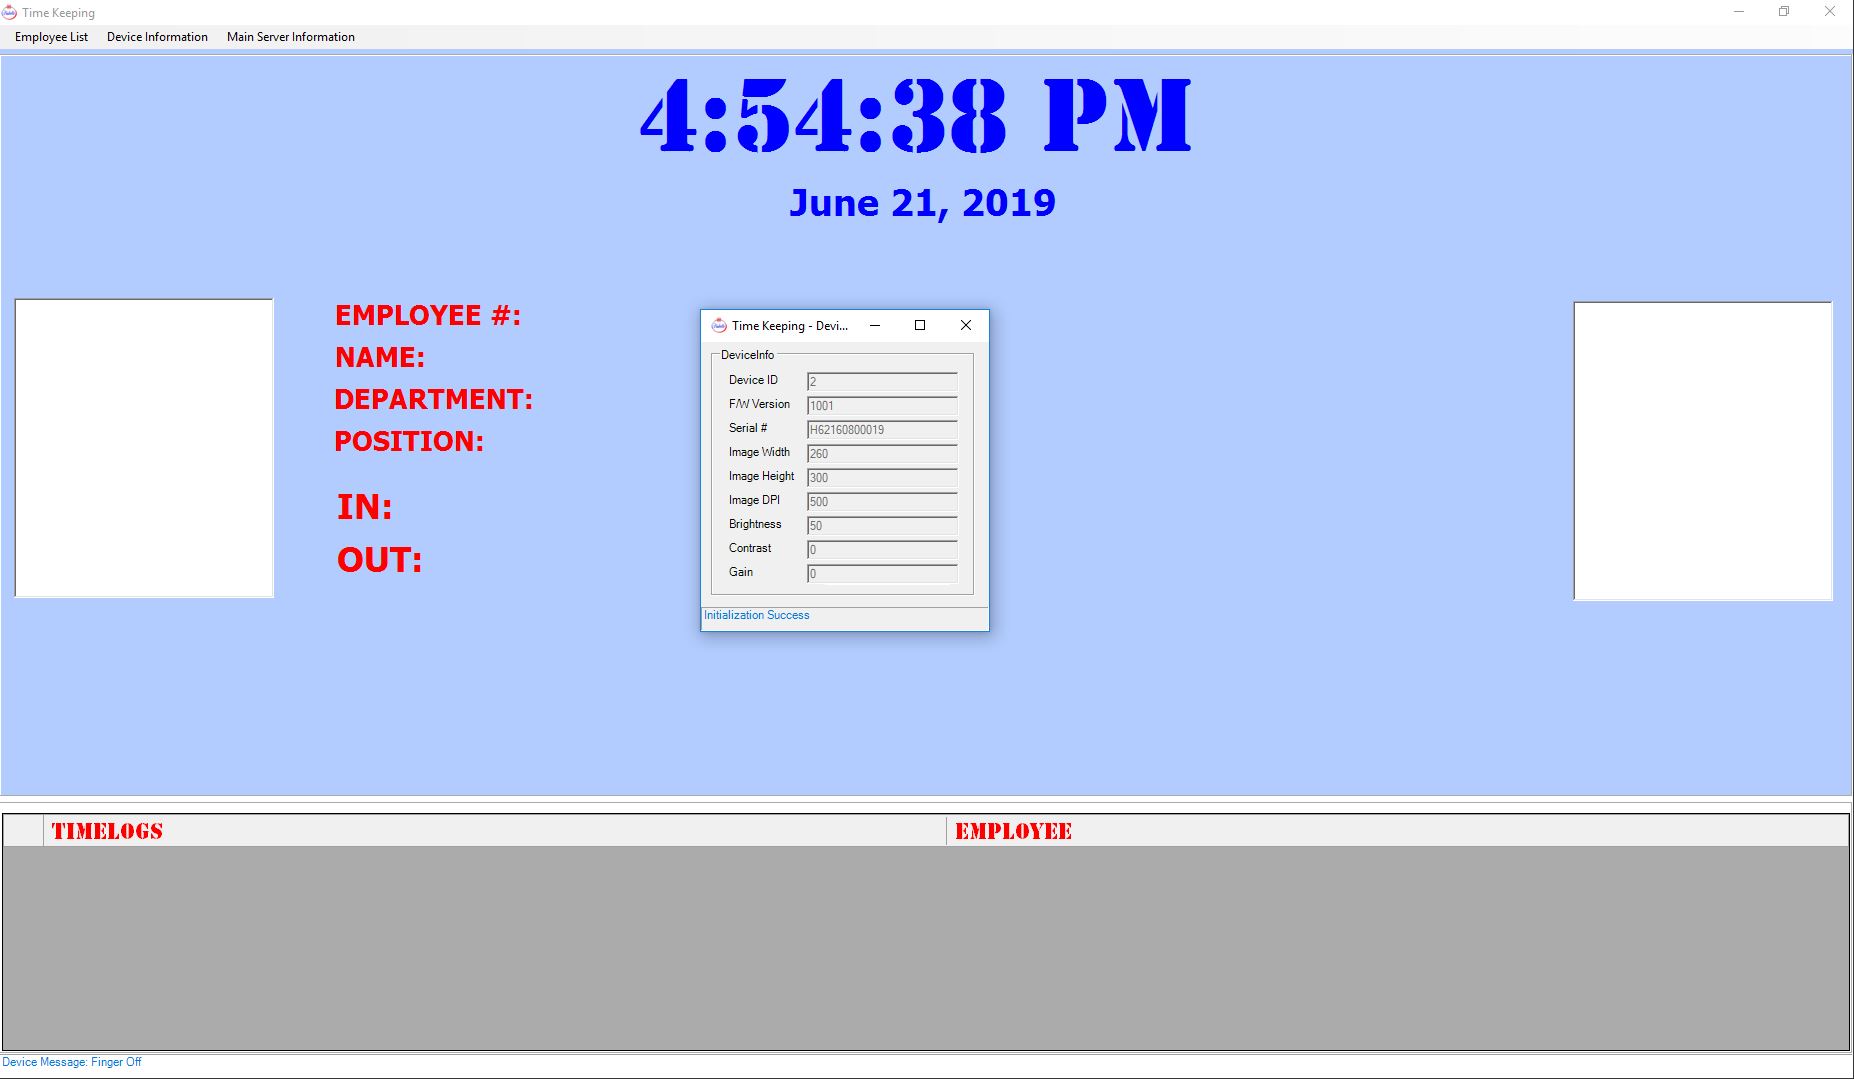 Time Keeping
Employee List Device Information Main Server Information
4:54:38 PM
June 21, 2019
EMPLOYEE #:
NAME:
DEPARTMENT:
POSITION:
IN:
OUT:
Time Keeping - Devi...
DeviceInfo
Device ID 2
F/W Version 1001
Serial # H62160800019
Image Width 260
Image Height 300
Image DPI 500
Brightness 50
Contrast 0
Gain 0
Initialization Success
TIMELOGS EMPLOYEE
Device Message: Finger Off